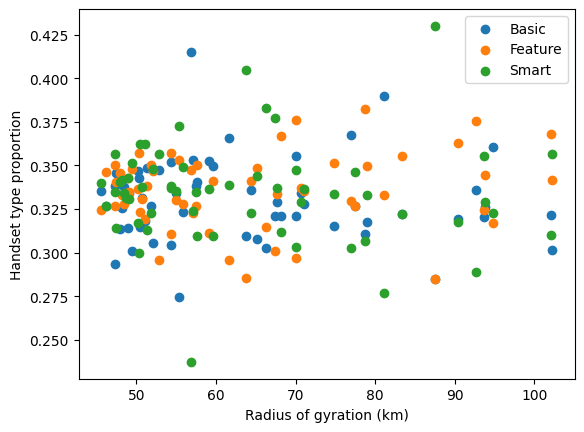 0.425
0.400
0.375
0.350
0.325
0.300
0.275
0.250
Handset type proportion
Basic
Feature
Smart
50 60 70 80 90 100
Radius of gyration (km)